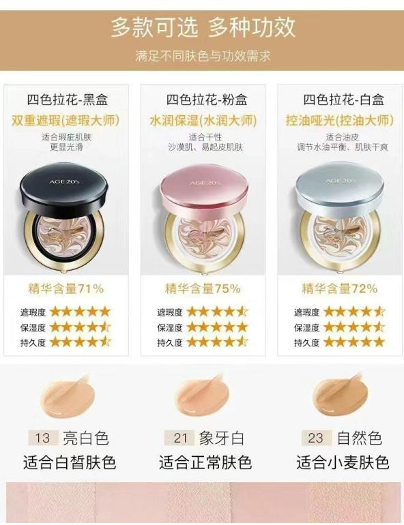 多款可选 多种功效
满足不同肤色与功效需求
四色拉花-黑盒
双重遮瑕(遮瑕大师)
适合瑕疵肌肤
更显光滑
AGE20's
精华含量71%
遮瑕度
保湿度
持久度
四色拉花-粉盒
水润保湿(水润大师)
适合干性
沙漠肌、易起皮肌肤
AGE20's
精华含量75%
遮瑕度
保湿度
持久度
四色拉花-白盒
控油哑光(控油大师)
适合油皮
调节水油平衡、肌肤干爽
AGE20's
精华含量72%
遮瑕度
保湿度
持久度
13 亮白色
适合白皙肤色
21 象牙白
适合正常肤色
23 自然色
适合小麦肤色